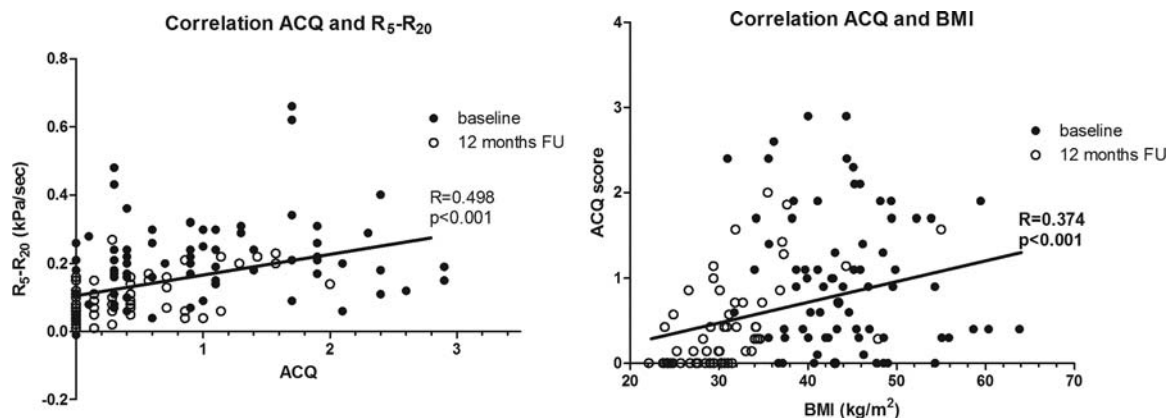 Correlation ACQ and R₅-R₂₀
0.8
0.6
0.4
0.2
0.0
R₅-R₂₀ (kPa/sec)
1
2
3
ACQ
baseline
12 months FU
R=0.498
p<0.001
Correlation ACQ and BMI
4
3
2
1
0
ACQ score
20
30
40
50
60
70
BMI (kg/m²)
baseline
12 months FU
R=0.374
p<0.001